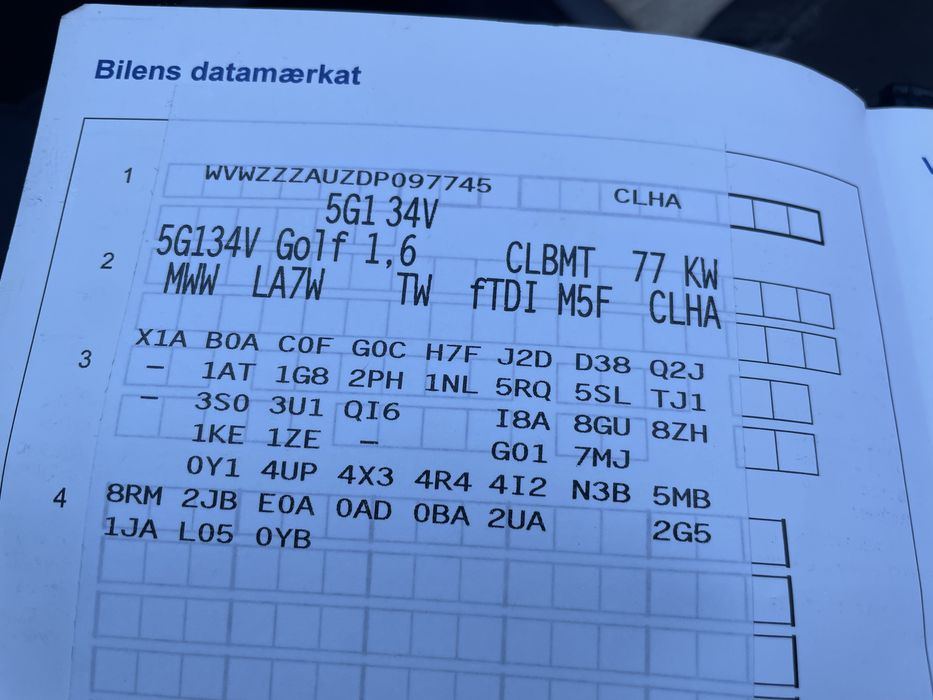 Bilens datamærkat
1 WVWZZZAUZDP097745 CLHA
5G1 34V
2 5G134V Golf 1,6 CLBMT 77 KW
MWW LA7W TW fTDI M5F CLHA
X1A B0A C0F G0C H7F J2D D38 Q2J
3 – 1AT 1G8 2PH 1NL 5RQ 5SL TJ1
– 3S0 3U1 QI6 I8A 8GU 8ZH
1KE 1ZE – G01 7MJ
0Y1 4UP 4X3 4R4 4I2 N3B 5MB
4 8RM 2JB E0A 0AD 0BA 2UA 2G5
1JA L05 0YB